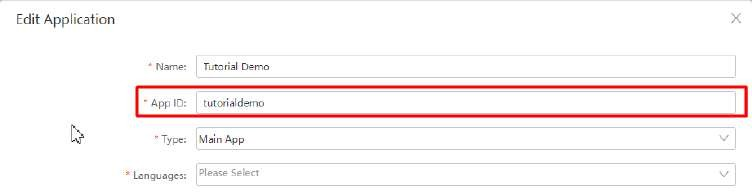 Edit Application
* Name: Tutorial Demo
* App ID: tutorialdemo
* Type: Main App
* Languages: Please Select